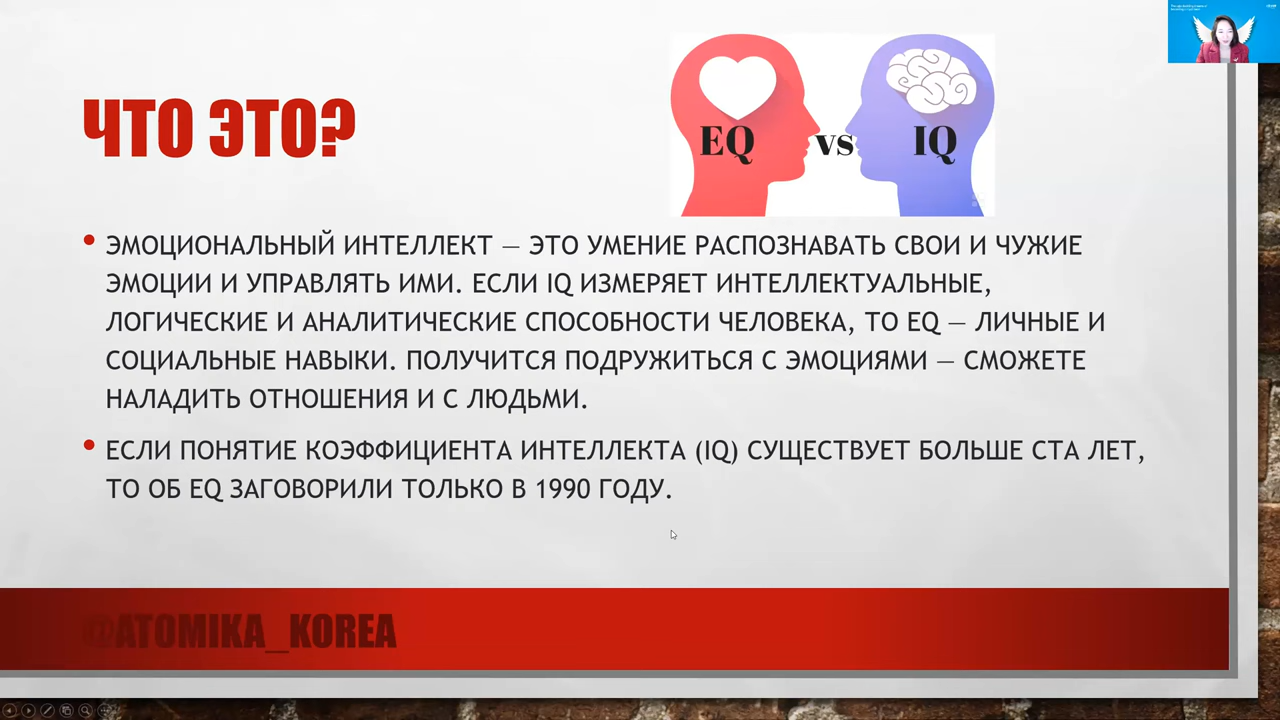 ЧТО ЭТО?
EQ vs IQ
• ЭМОЦИОНАЛЬНЫЙ ИНТЕЛЛЕКТ — ЭТО УМЕНИЕ РАСПОЗНАВАТЬ СВОИ И ЧУЖИЕ
ЭМОЦИИ И УПРАВЛЯТЬ ИМИ. ЕСЛИ IQ ИЗМЕРЯЕТ ИНТЕЛЛЕКТУАЛЬНЫЕ,
ЛОГИЧЕСКИЕ И АНАЛИТИЧЕСКИЕ СПОСОБНОСТИ ЧЕЛОВЕКА, ТО EQ — ЛИЧНЫЕ И
СОЦИАЛЬНЫЕ НАВЫКИ. ПОЛУЧИТСЯ ПОДРУЖИТЬСЯ С ЭМОЦИЯМИ — СМОЖЕТЕ
НАЛАДИТЬ ОТНОШЕНИЯ И С ЛЮДЬМИ.
• ЕСЛИ ПОНЯТИЕ КОЭФФИЦИЕНТА ИНТЕЛЛЕКТА (IQ) СУЩЕСТВУЕТ БОЛЬШЕ СТА ЛЕТ,
ТО ОБ EQ ЗАГОВОРИЛИ ТОЛЬКО В 1990 ГОДУ.
@ATOMIKA_KOREA